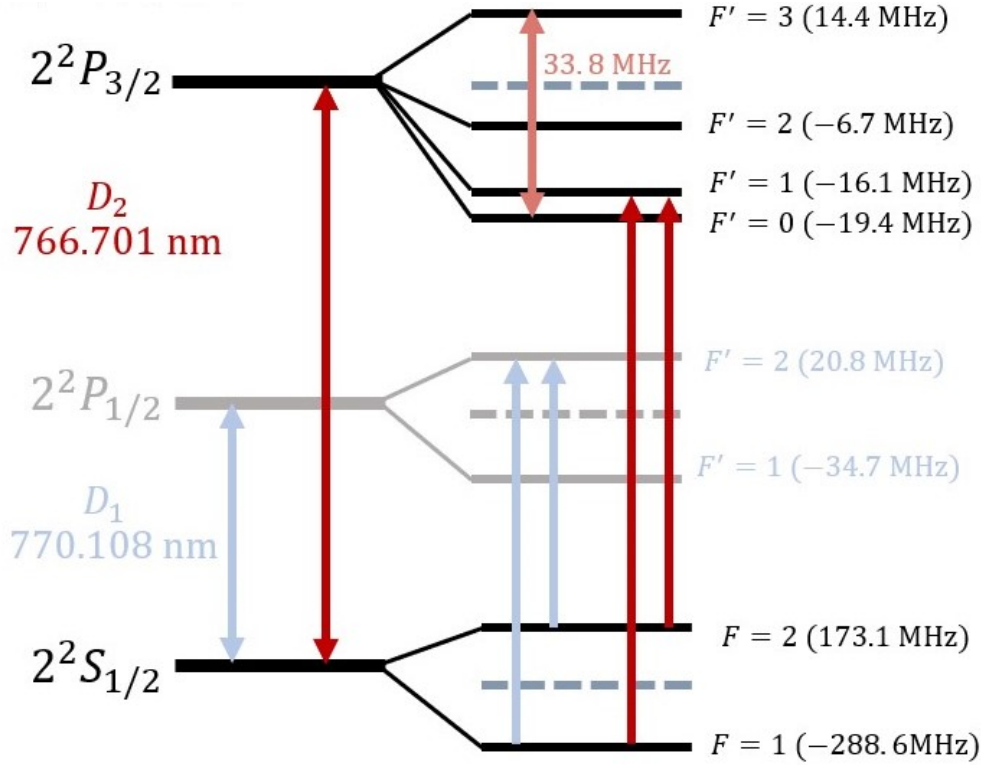 F′ = 3 (14.4 MHz)
2²P₃/₂
33.8 MHz
F′ = 2 (−6.7 MHz)
F′ = 1 (−16.1 MHz)
F′ = 0 (−19.4 MHz)
D₂
766.701 nm
2²P₁/₂
F′ = 2 (20.8 MHz)
F′ = 1 (−34.7 MHz)
D₁
770.108 nm
2²S₁/₂
F = 2 (173.1 MHz)
F = 1 (−288.6MHz)